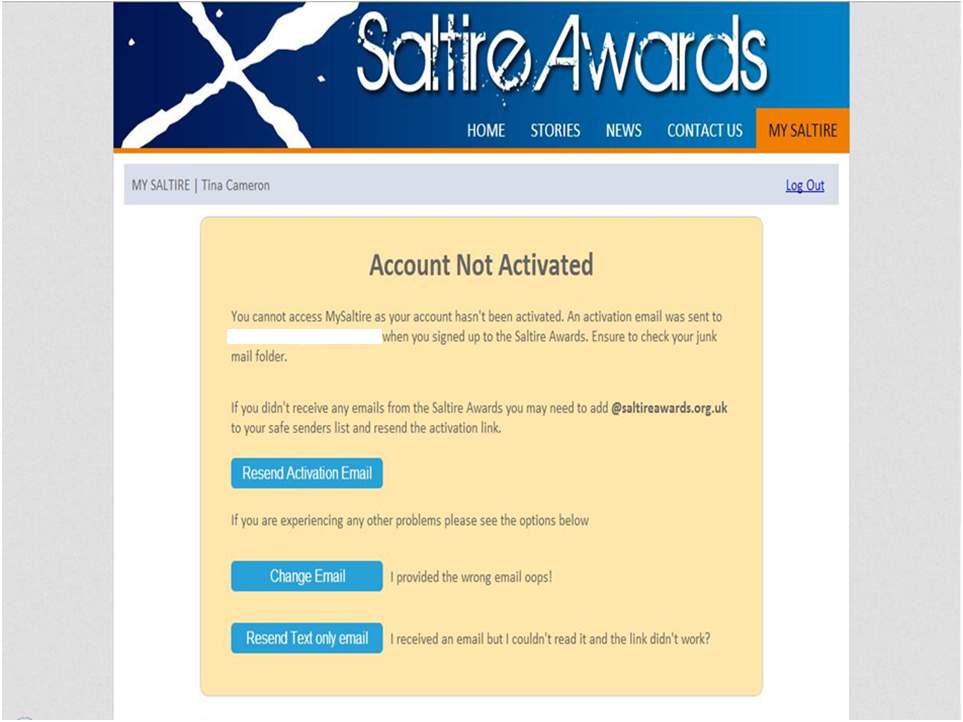 Saltire Awards
HOME STORIES NEWS CONTACT US MY SALTIRE
MY SALTIRE | Tina Cameron Log Out
Account Not Activated
You cannot access MySaltire as your account hasn't been activated. An activation email was sent to
when you signed up to the Saltire Awards. Ensure to check your junk
mail folder.
If you didn't receive any emails from the Saltire Awards you may need to add @saltireawards.org.uk
to your safe senders list and resend the activation link.
Resend Activation Email
If you are experiencing any other problems please see the options below
Change Email I provided the wrong email oops!
Resend Text only email I received an email but I couldn't read it and the link didn't work?